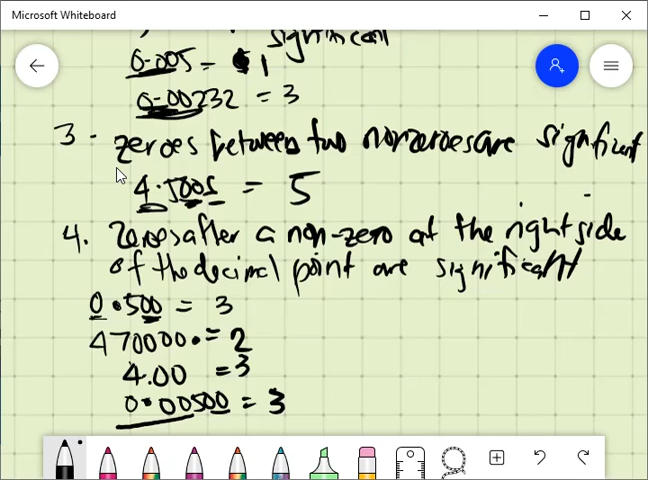 Microsoft Whiteboard
significant
0.005 = 1
0.00232 = 3
3. zeroes between two nonzeroes are significant
4.5005 = 5
4. Zeroes after a non-zero at the right side
of the decimal point are significant
0.500 = 3
470000. = 2
4.00 = 3
0.00500 = 3